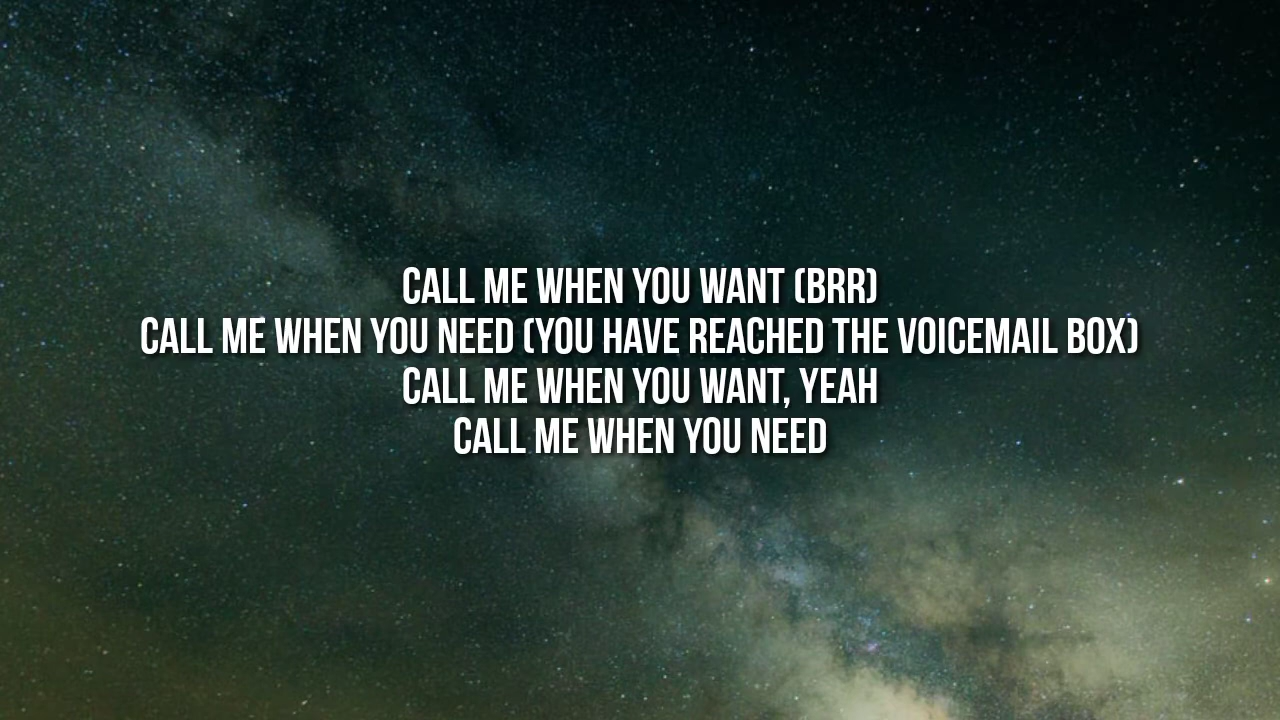 CALL ME WHEN YOU WANT (BRR)
CALL ME WHEN YOU NEED (YOU HAVE REACHED THE VOICEMAIL BOX)
CALL ME WHEN YOU WANT, YEAH
CALL ME WHEN YOU NEED